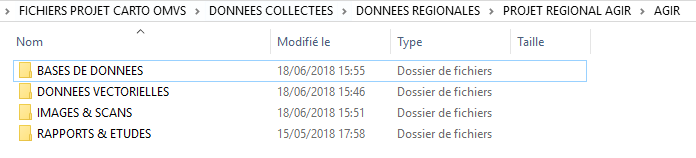 FICHIERS PROJET CARTO OMVS > DONNEES COLLECTEES > DONNEES REGIONALES > PROJET REGIONAL AGIR > AGIR
Nom Modifié le Type Taille
BASES DE DONNEES 18/06/2018 15:55 Dossier de fichiers
DONNEES VECTORIELLES 18/06/2018 15:46 Dossier de fichiers
IMAGES & SCANS 18/06/2018 15:51 Dossier de fichiers
RAPPORTS & ETUDES 15/05/2018 17:58 Dossier de fichiers